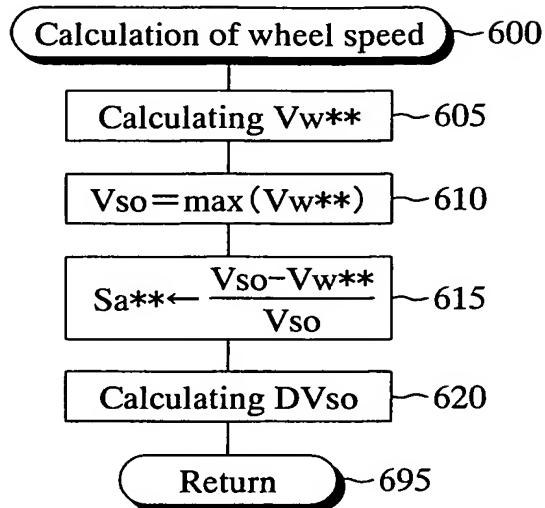 Calculation of wheel speed 600
Calculating Vw** 605
Vso=max(Vw**) 610
Sa**← Vso-Vw** / Vso 615
Calculating DVso 620
Return 695